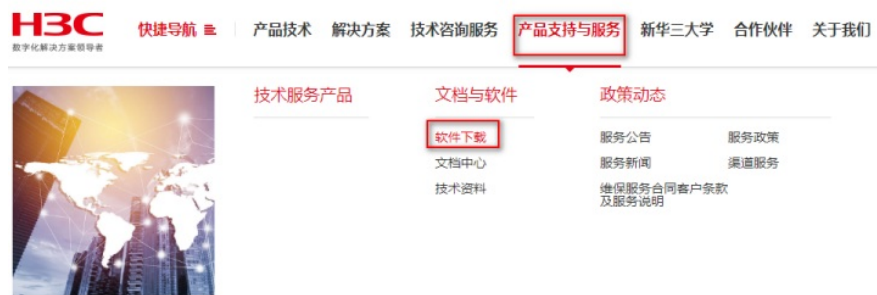 H3C
数字化解决方案领导者
快捷导航
产品技术 解决方案 技术咨询服务 产品支持与服务 新华三大学 合作伙伴 关于我们
技术服务产品 文档与软件 政策动态
软件下载 服务公告 服务政策
文档中心 服务新闻 渠道服务
技术资料 维保服务合同客户条款
及服务说明